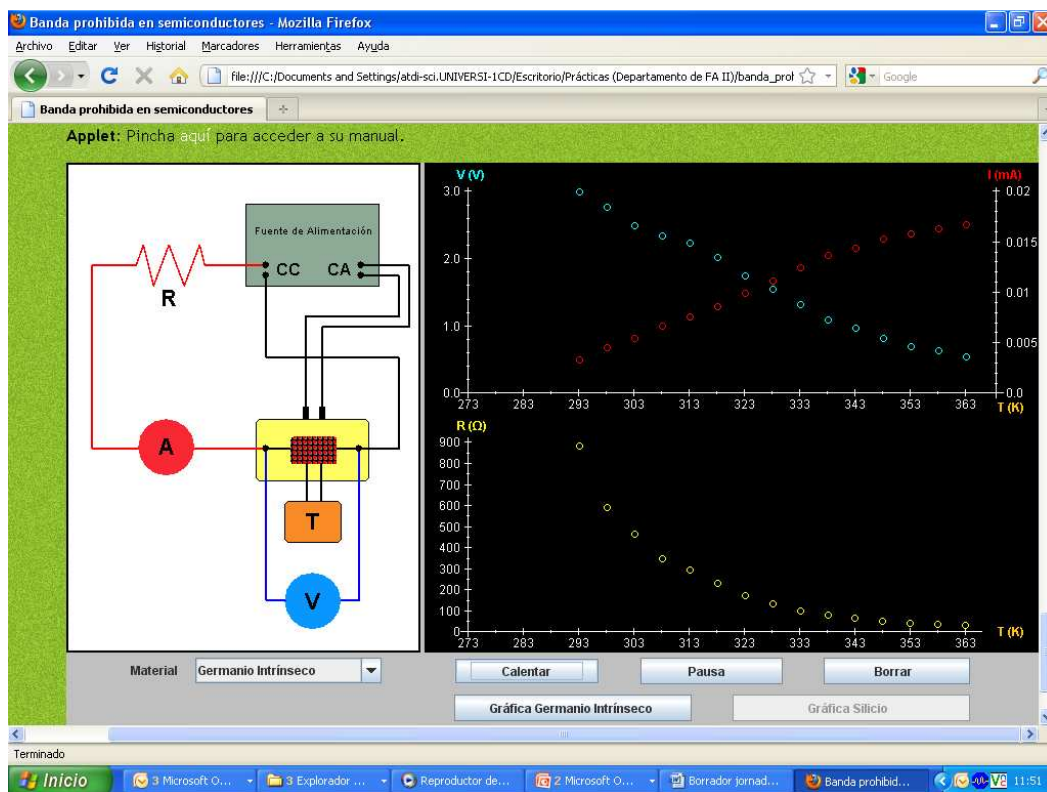 Banda prohibida en semiconductores - Mozilla Firefox
Archivo Editar Ver Historial Marcadores Herramientas Ayuda
file:///C:/Documents and Settings/atdi-sci.UNIVERSI-1CD/Escritorio/Prácticas (Departamento de FA II)/banda_prof
Google
Banda prohibida en semiconductores
Applet: Pincha aquí para acceder a su manual.
Fuente de Alimentación
CC CA
R
A
T
V
V (V) I (mA)
3.0 0.02
0.015
2.0
0.01
1.0
0.005
0.0 0.0
273 283 293 303 313 323 333 343 353 363
T (K)
R (Ω)
900
800
700
600
500
400
300
200
100
0 T (K)
273 283 293 303 313 323 333 343 353 363
Material Germanio Intrínseco Calentar Pausa Borrar
Gráfica Germanio Intrínseco Gráfica Silicio
Terminado
Inicio 3 Microsoft O... 3 Explorador ... Reproductor de... 2 Microsoft O... Borrador jornad... Banda prohibid... 11:51